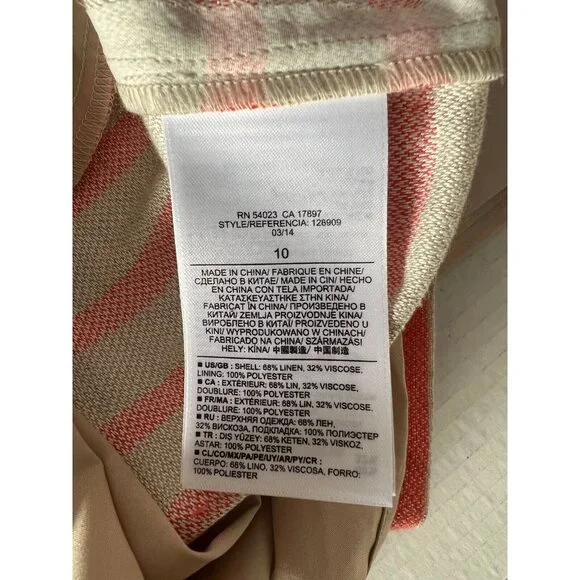 RN 54023 CA 17897
STYLE/REFERENCIA: 128909
03/14
10
MADE IN CHINA/ FABRIQUE EN CHINE/
СДЕЛАНО В КИТАЕ/ MADE IN CIN/ HECHO
EN CHINA CON TELA IMPORTADA/
ΚΑΤΑΣΚΕΥΑΣΤΗΚΕ ΣΤΗΝ ΚΙΝΑ/
FABRICAT ÎN CHINA/ ПРОИЗВЕДЕНО В
КИТАЙ/ ZEMLJA PROIZVODNJE KINA/
ВИРОБЛЕНО В КИТАЇ/ PROIZVEDENO U
KINI/ WYPRODUKOWANO W CHINACH/
FABRICADO NA CHINA/ SZÁRMAZÁSI
HELY: KÍNA/ 中國製造/ 中国制造
■ US/GB : SHELL: 68% LINEN, 32% VISCOSE,
LINING: 100% POLYESTER
■ CA : EXTÉRIEUR: 68% LIN, 32% VISCOSE,
DOUBLURE: 100% POLYESTER
■ FR/MA : EXTÉRIEUR: 68% LIN, 32% VISCOSE,
DOUBLURE: 100% POLYESTER
■ RU : ВЕРХНЯЯ ОДЕЖДА: 68% ЛЕН,
32% ВИСКОЗА, ПОДКЛАДКА: 100% ПОЛИЭСТЕР
■ TR : DIŞ YÜZEY: 68% KETEN, 32% VISKOZ,
ASTAR: 100% POLYESTER
■ CL/CO/MX/PA/PE/UY/AR/PY/CR :
CUERPO: 68% LINO, 32% VISCOSA, FORRO:
100% POLIESTER